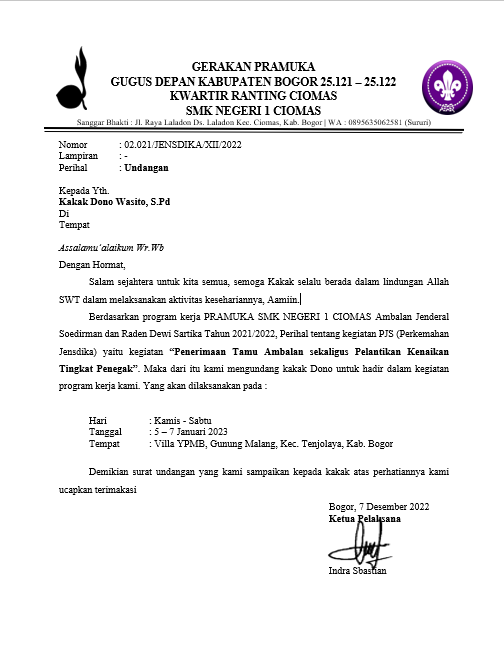 GERAKAN PRAMUKA
GUGUS DEPAN KABUPATEN BOGOR 25.121 – 25.122
KWARTIR RANTING CIOMAS
SMK NEGERI 1 CIOMAS
Sanggar Bhakti : Jl. Raya Laladon Ds. Laladon Kec. Ciomas, Kab. Bogor | WA : 0895635062581 (Sururi)
Nomor : 02.021/JENSDIKA/XII/2022
Lampiran : -
Perihal : Undangan
Kepada Yth.
Kakak Dono Wasito, S.Pd
Di
Tempat
Assalamu'alaikum Wr.Wb
Dengan Hormat,
Salam sejahtera untuk kita semua, semoga Kakak selalu berada dalam lindungan Allah
SWT dalam melaksanakan aktivitas kesehariannya, Aamiin.
Berdasarkan program kerja PRAMUKA SMK NEGERI 1 CIOMAS Ambalan Jenderal
Soedirman dan Raden Dewi Sartika Tahun 2021/2022, Perihal tentang kegiatan PJS (Perkemahan
Jensdika) yaitu kegiatan “Penerimaan Tamu Ambalan sekaligus Pelantikan Kenaikan
Tingkat Penegak”. Maka dari itu kami mengundang kakak Dono untuk hadir dalam kegiatan
program kerja kami. Yang akan dilaksanakan pada :
Hari : Kamis - Sabtu
Tanggal : 5 – 7 Januari 2023
Tempat : Villa YPMB, Gunung Malang, Kec. Tenjolaya, Kab. Bogor
Demikian surat undangan yang kami sampaikan kepada kakak atas perhatiannya kami
ucapkan terimakasi
Bogor, 7 Desember 2022
Ketua Pelaksana
Indra Sbastian